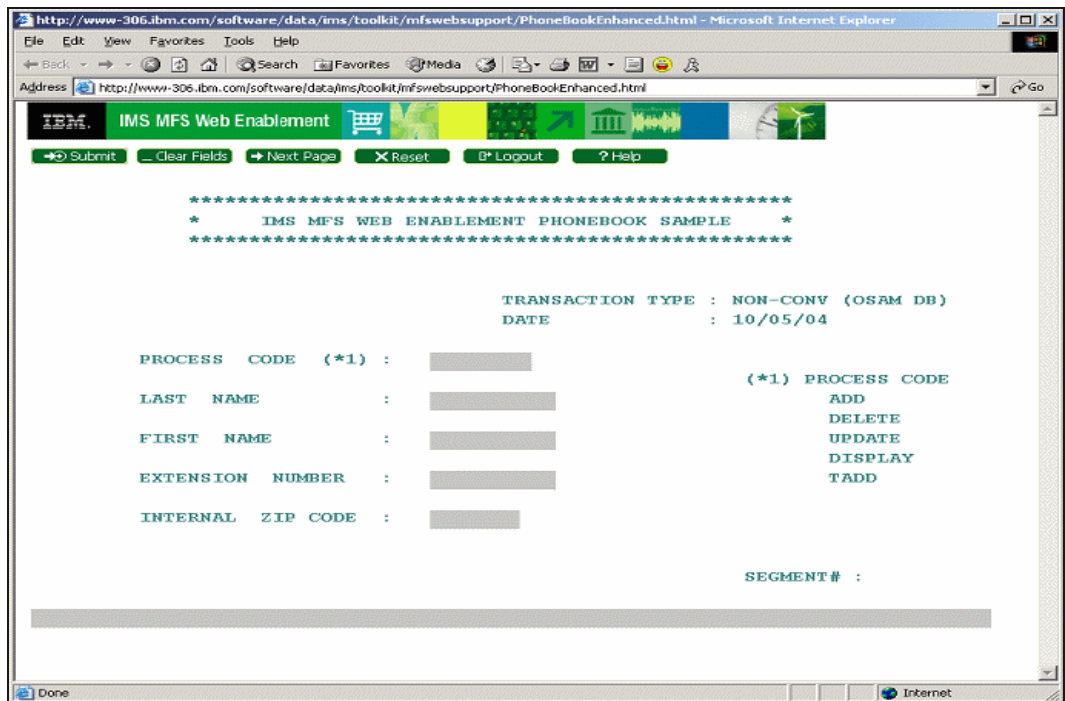 http://www-306.ibm.com/software/data/ims/toolkit/mfswebsupport/PhoneBookEnhanced.html - Microsoft Internet Explorer
File Edit View Favorites Tools Help
Back Search Favorites Media
Address http://www-306.ibm.com/software/data/ims/toolkit/mfswebsupport/PhoneBookEnhanced.html Go
IBM. IMS MFS Web Enablement
Submit Clear Fields Next Page Reset Logout ? Help
**************************************************
* IMS MFS WEB ENABLEMENT PHONEBOOK SAMPLE *
**************************************************
TRANSACTION TYPE : NON-CONV (OSAM DB)
DATE : 10/05/04
PROCESS CODE (*1) :
(*1) PROCESS CODE
LAST NAME : ADD
DELETE
FIRST NAME : UPDATE
DISPLAY
EXTENSION NUMBER : TADD
INTERNAL ZIP CODE :
SEGMENT# :
Done Internet